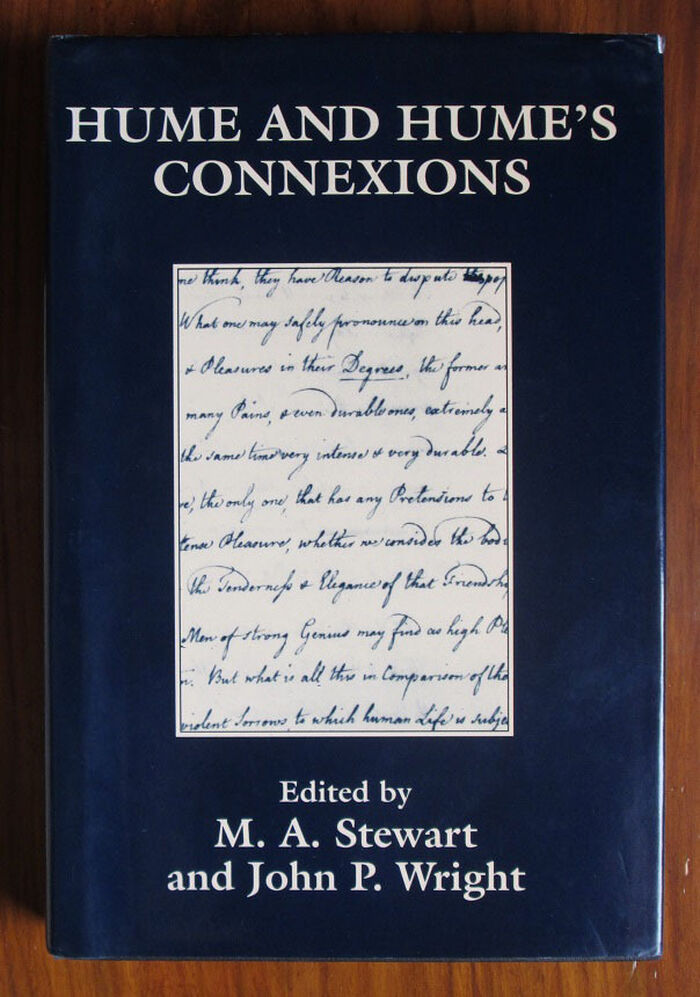 HUME AND HUME'S
CONNEXIONS
me think, they have Reason to dispute
What one may safely pronounce on this head,
& Pleasures in their Degrees, the former
many Pains, & even durable ones, extremely
the same time very intense & very durable.
the only one, that has any Pretensions to
Pleasure, whether we consider the
the Tenderness & Elegance of that
Men of strong Genius may find as high
But what is all this in Comparison of
violent Sorrows, to which human Life is
Edited by
M. A. Stewart
and John P. Wright